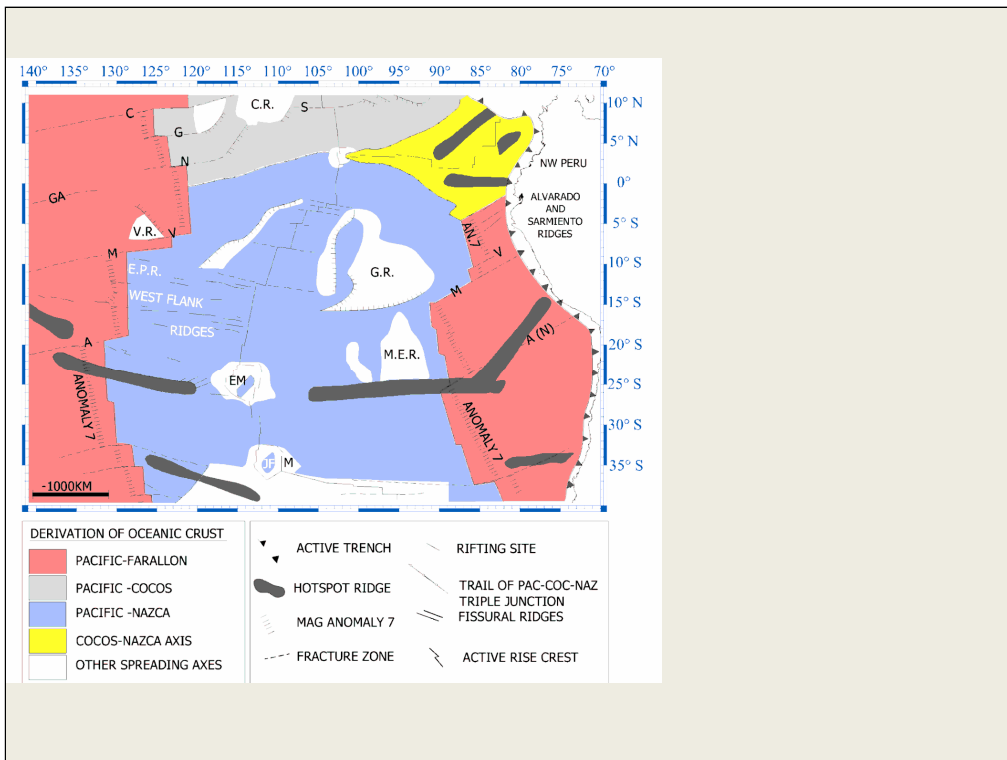 140° 135° 130° 125° 120° 115° 110° 100° 95° 90° 85° 80° 75° 70°
C.R.
C
S
10° N
G
5° N
N
NW PERU
0°
GA
ALVARADO
AND
SARMIENTO
RIDGES
5° S
V.R.
V
AN.7
V
M
10° S
E.P.R.
G.R.
WEST FLANK
M
15° S
RIDGES
A
A (N)
20° S
M.E.R.
EM
25° S
ANOMALY 7
ANOMALY 7
30° S
JF
M
35° S
-1000KM
DERIVATION OF OCEANIC CRUST
PACIFIC-FARALLON
PACIFIC -COCOS
PACIFIC -NAZCA
COCOS-NAZCA AXIS
OTHER SPREADING AXES
ACTIVE TRENCH
HOTSPOT RIDGE
MAG ANOMALY 7
FRACTURE ZONE
RIFTING SITE
TRAIL OF PAC-COC-NAZ
TRIPLE JUNCTION
FISSURAL RIDGES
ACTIVE RISE CREST